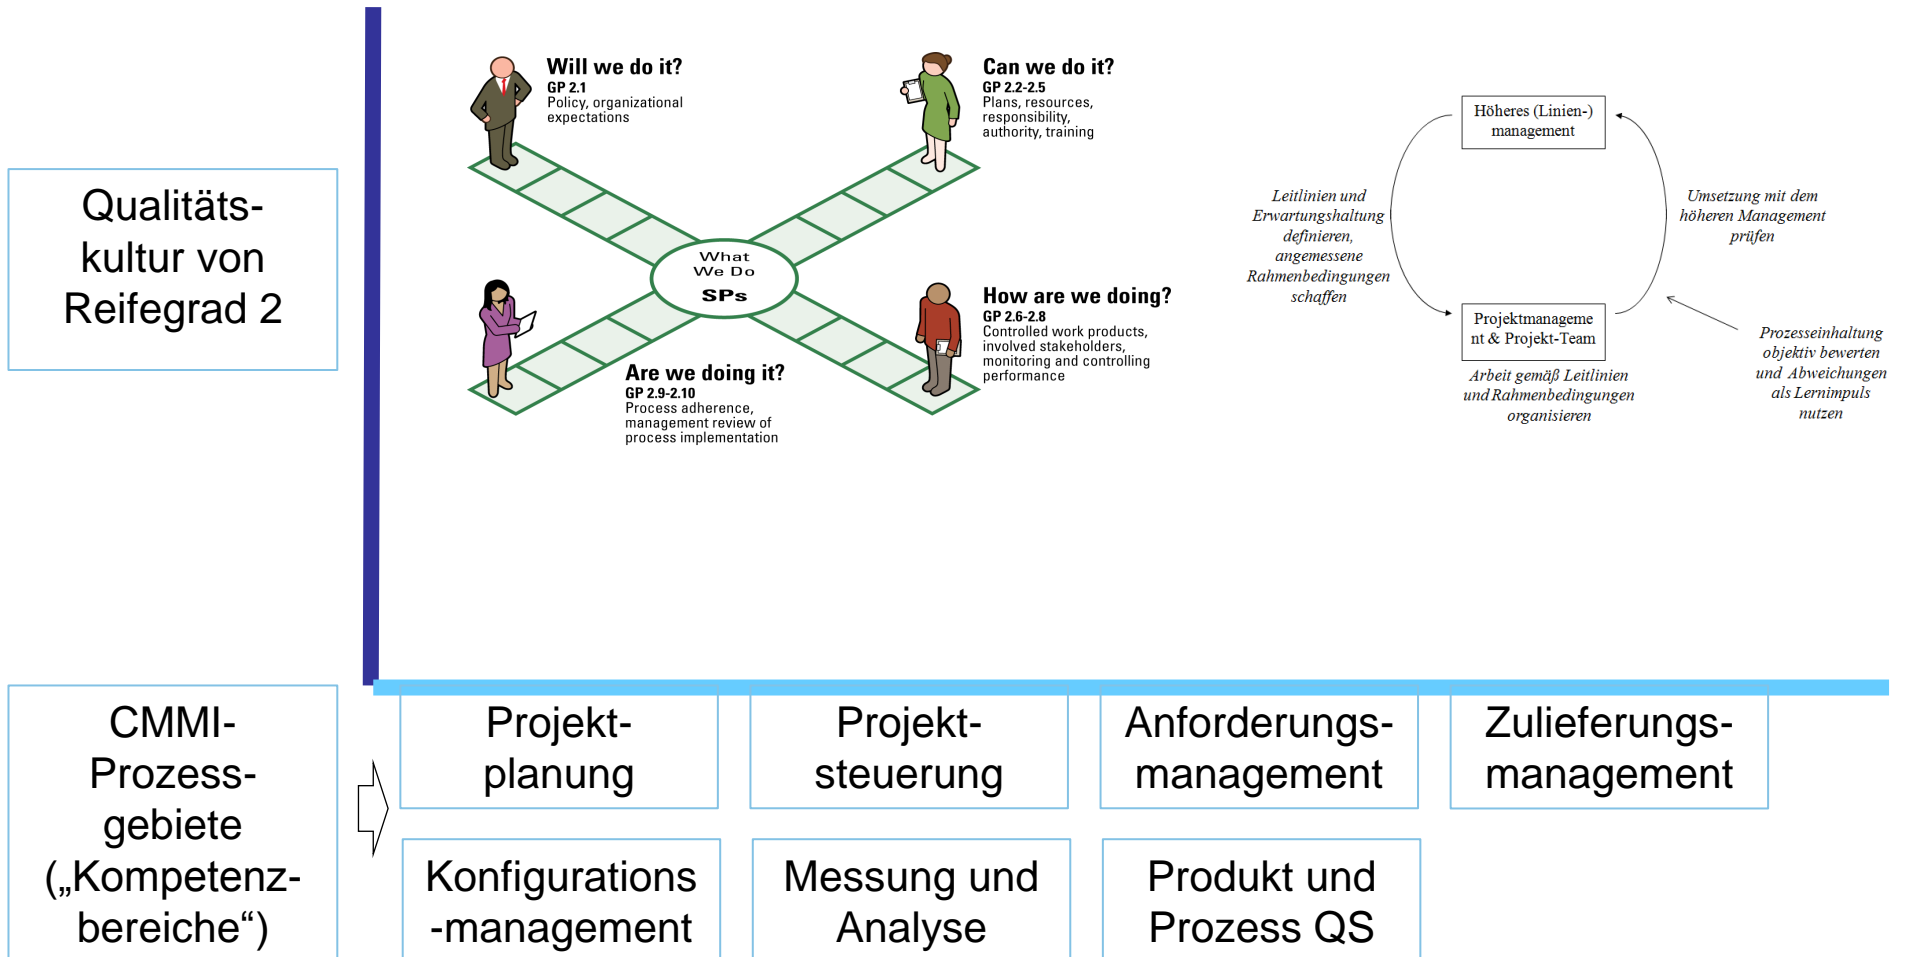 Qualitäts-
kultur von
Reifegrad 2
Will we do it?
GP 2.1
Policy, organizational
expectations
Can we do it?
GP 2.2-2.5
Plans, resources,
responsibility,
authority, training
What
We Do
SPs
Are we doing it?
GP 2.9-2.10
Process adherence,
management review of
process implementation
How are we doing?
GP 2.6-2.8
Controlled work products,
involved stakeholders,
monitoring and controlling
performance
Höheres (Linien-)
management
Leitlinien und
Erwartungshaltung
definieren,
angemessene
Rahmenbedingungen
schaffen
Umsetzung mit dem
höheren Management
prüfen
Projektmanageme
nt & Projekt-Team
Arbeit gemäß Leitlinien
und Rahmenbedingungen
organisieren
Prozesseinhaltung
objektiv bewerten
und Abweichungen
als Lernimpuls
nutzen
CMMI-
Prozess-
gebiete
(„Kompetenz-
bereiche“)
Projekt-
planung
Projekt-
steuerung
Anforderungs-
management
Zulieferungs-
management
Konfigurations
-management
Messung und
Analyse
Produkt und
Prozess QS